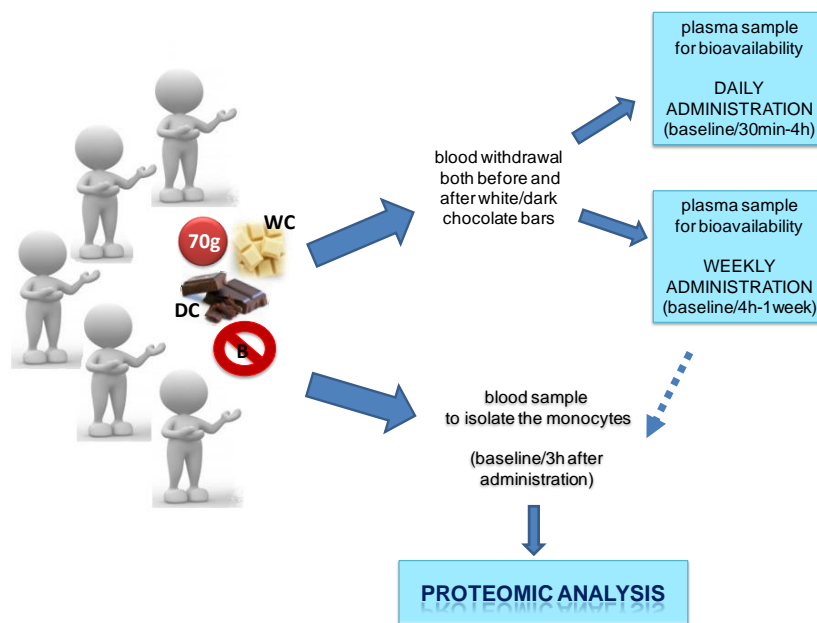 plasma sample
for bioavailability
DAILY
ADMINISTRATION
(baseline/30min-4h)
blood withdrawal
both before and
after white/dark
chocolate bars
WC
70g
DC
B
plasma sample
for bioavailability
WEEKLY
ADMINISTRATION
(baseline/4h-1week)
blood sample
to isolate the monocytes
(baseline/3h after
administration)
PROTEOMIC ANALYSIS